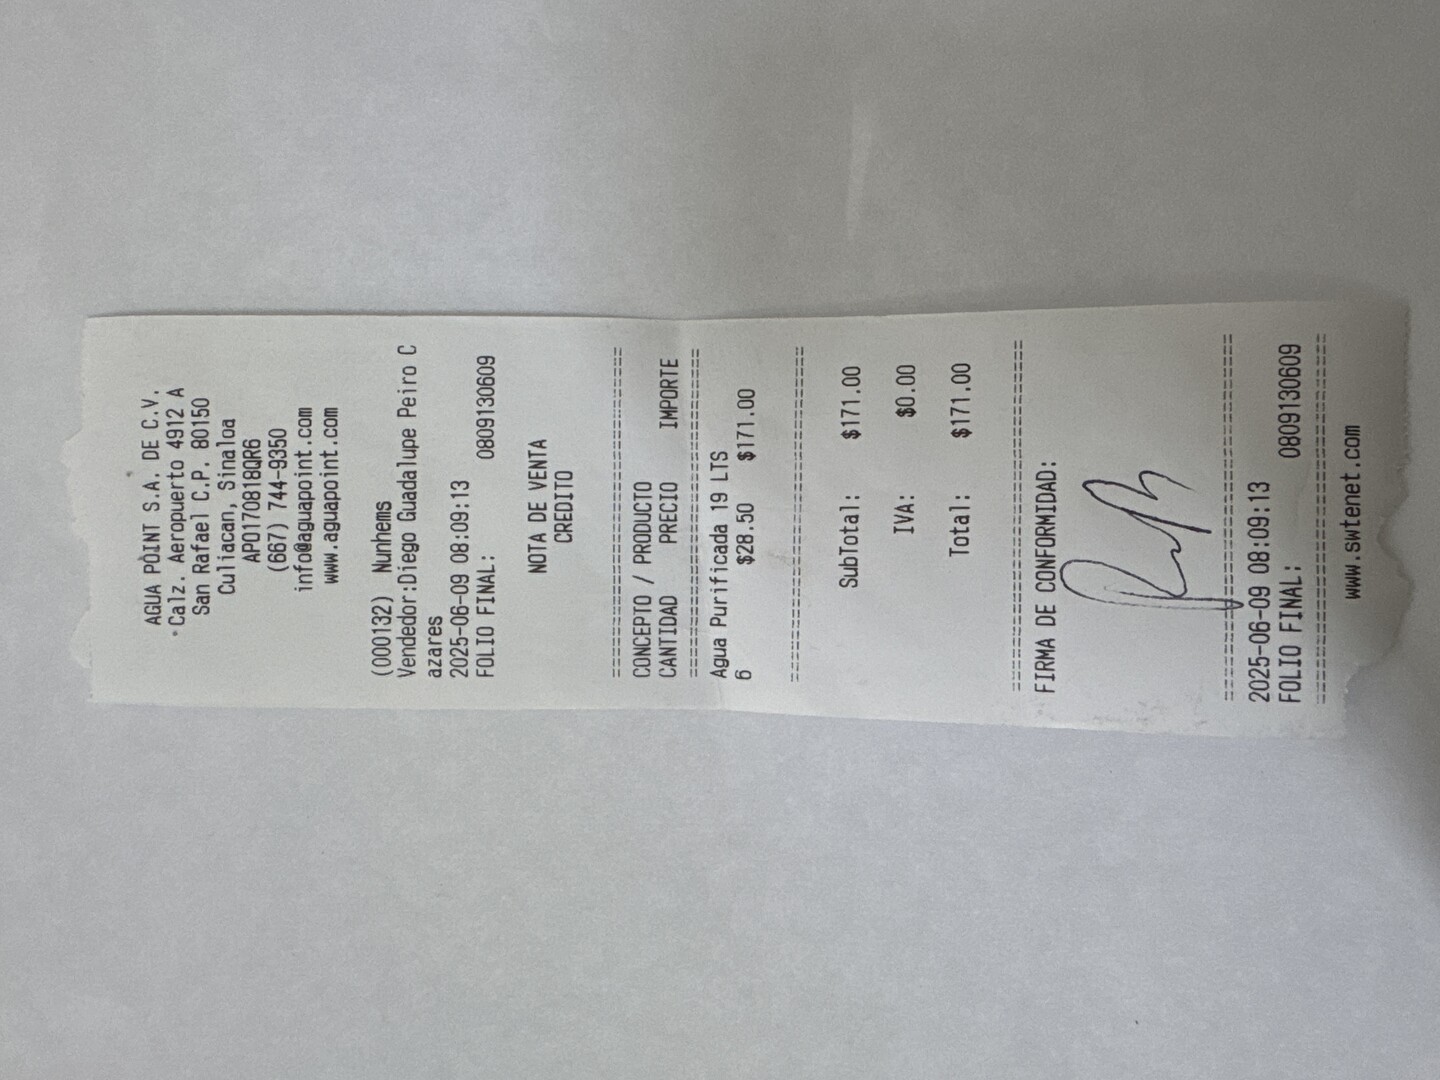 AGUA POINT S.A. DE C.V.
Calz. Aeropuerto 4912 A
San Rafael C.P. 80150
Culiacan, Sinaloa
APO170818QR6
(667) 744-9350
info@aguapoint.com
www.aguapoint.com
(000132) Nunhems
Vendedor:Diego Guadalupe Peiro C
azares
2025-06-09 08:09:13
FOLIO FINAL: 0809130609
NOTA DE VENTA
CREDITO
================================
CONCEPTO / PRODUCTO
CANTIDAD PRECIO IMPORTE
================================
Agua Purificada 19 LTS
6 $28.50 $171.00
================================
SubTotal: $171.00
IVA: $0.00
Total: $171.00
================================
FIRMA DE CONFORMIDAD:
================================
2025-06-09 08:09:13
FOLIO FINAL: 0809130609
================================
www.swtenet.com